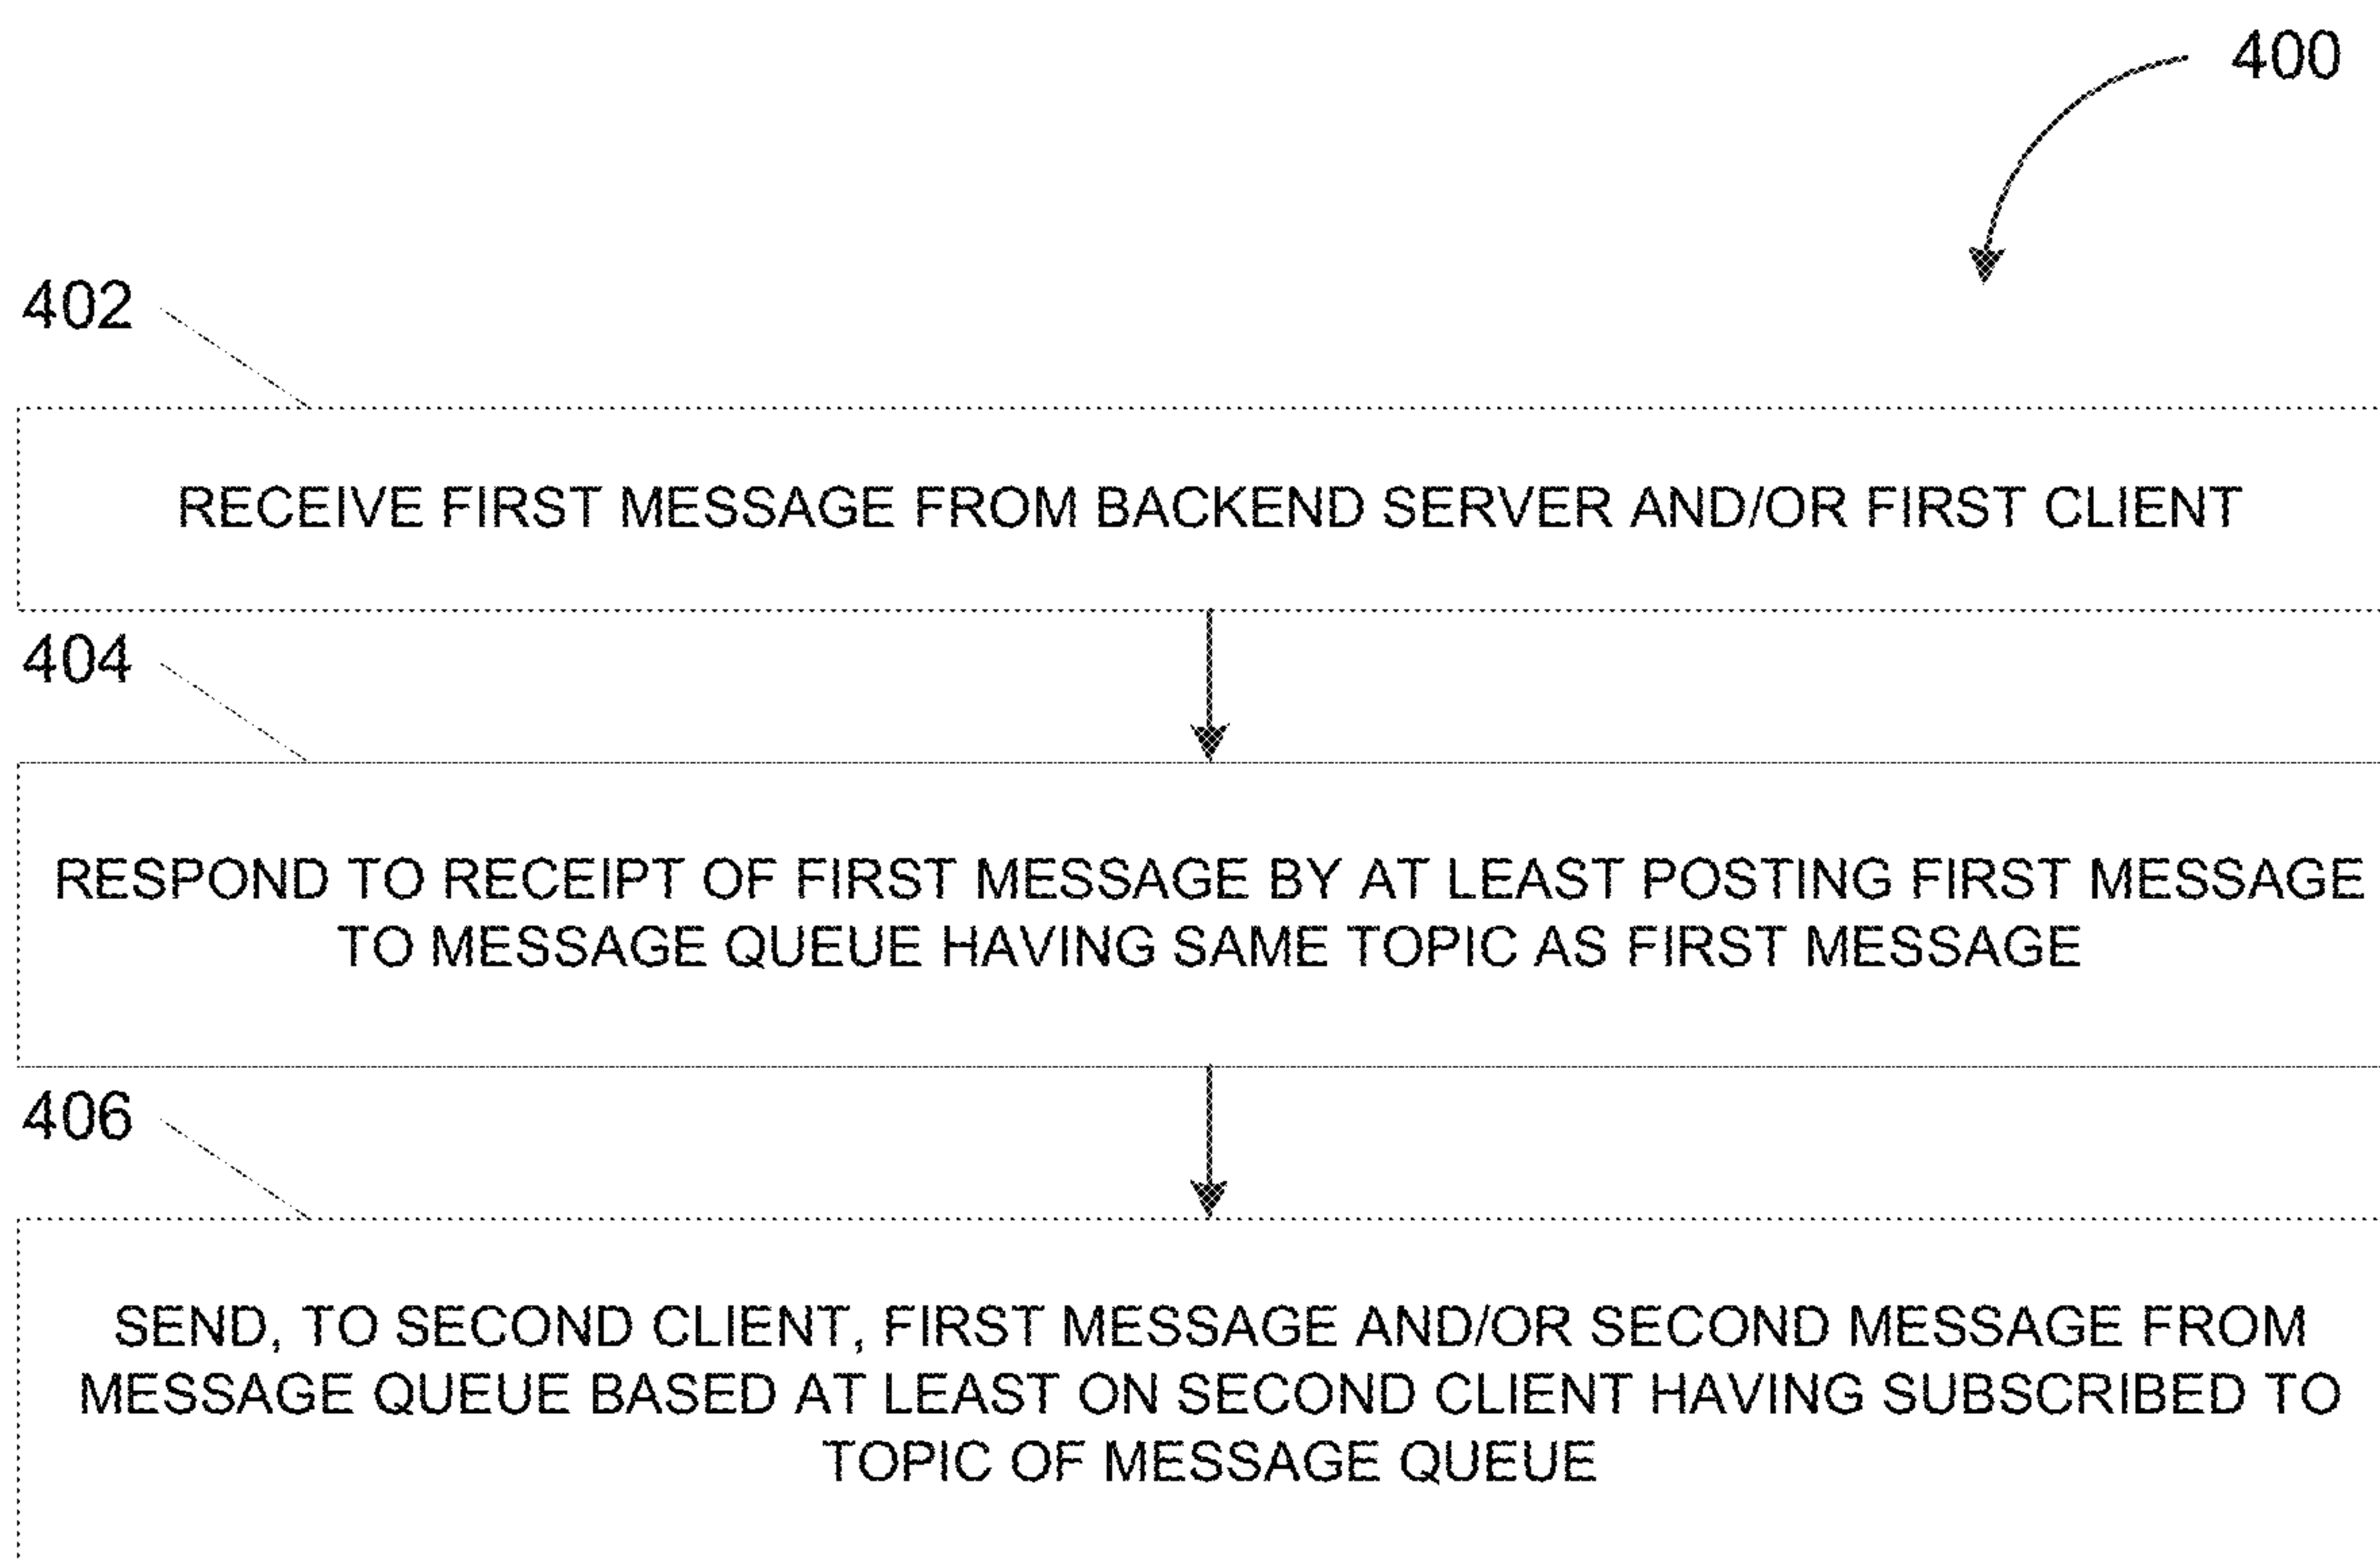 400
402
RECEIVE FIRST MESSAGE FROM BACKEND SERVER AND/OR FIRST CLIENT
404
RESPOND TO RECEIPT OF FIRST MESSAGE BY AT LEAST POSTING FIRST MESSAGE
TO MESSAGE QUEUE HAVING SAME TOPIC AS FIRST MESSAGE
406
SEND, TO SECOND CLIENT, FIRST MESSAGE AND/OR SECOND MESSAGE FROM
MESSAGE QUEUE BASED AT LEAST ON SECOND CLIENT HAVING SUBSCRIBED TO
TOPIC OF MESSAGE QUEUE